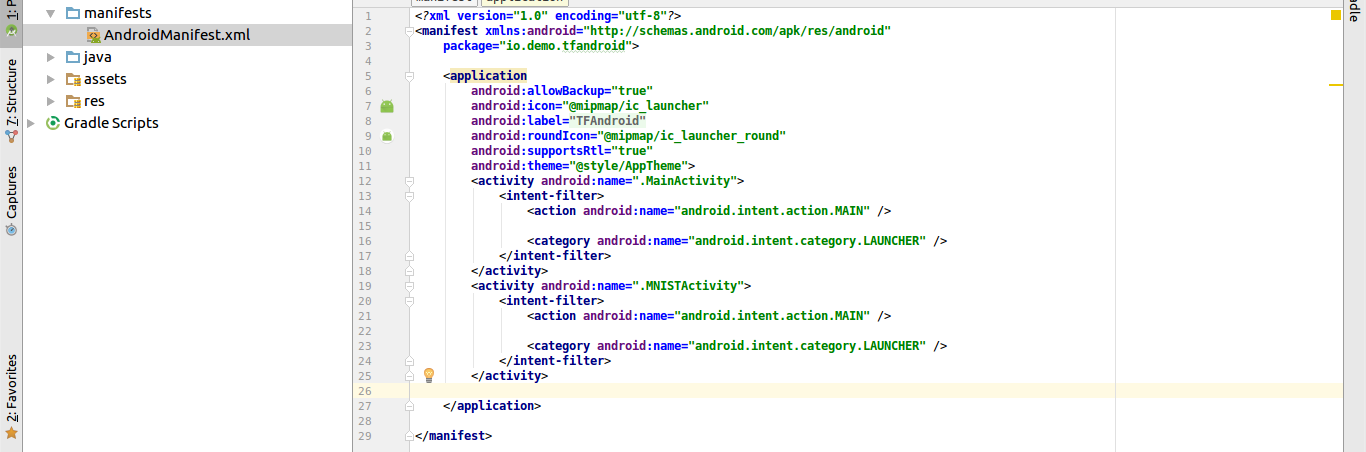 manifest application
1: P
manifests
AndroidManifest.xml
java
assets
res
Gradle Scripts
7: Structure
Captures
2: Favorites
dle
1 <?xml version="1.0" encoding="utf-8"?>
2 <manifest xmlns:android="http://schemas.android.com/apk/res/android"
3 package="io.demo.tfandroid">
4
5 <application
6 android:allowBackup="true"
7 android:icon="@mipmap/ic_launcher"
8 android:label="TFAndroid"
9 android:roundIcon="@mipmap/ic_launcher_round"
10 android:supportsRtl="true"
11 android:theme="@style/AppTheme">
12 <activity android:name=".MainActivity">
13 <intent-filter>
14 <action android:name="android.intent.action.MAIN" />
15
16 <category android:name="android.intent.category.LAUNCHER" />
17 </intent-filter>
18 </activity>
19 <activity android:name=".MNISTActivity">
20 <intent-filter>
21 <action android:name="android.intent.action.MAIN" />
22
23 <category android:name="android.intent.category.LAUNCHER" />
24 </intent-filter>
25 </activity>
26
27 </application>
28
29 </manifest>